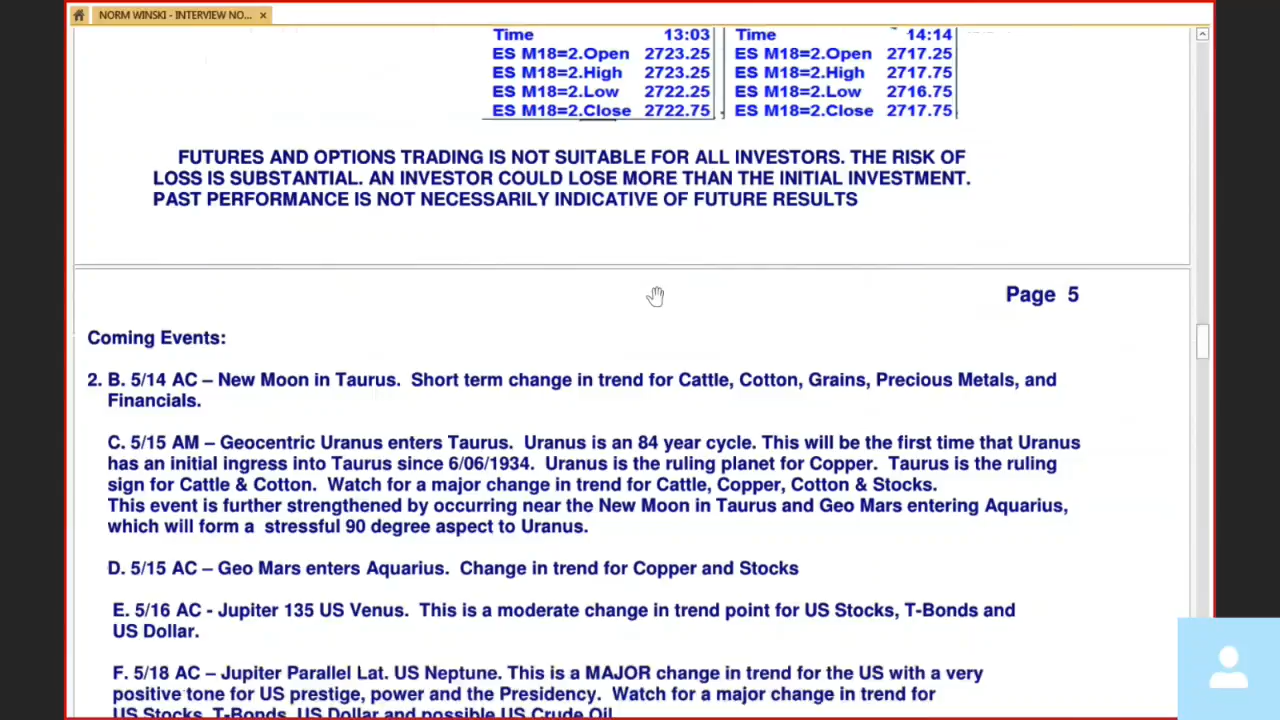 NORM WINSKI - INTERVIEW NO...
Time 13:03
ES M18=2.Open 2723.25
ES M18=2.High 2723.25
ES M18=2.Low 2722.25
ES M18=2.Close 2722.75
Time 14:14
ES M18=2.Open 2717.25
ES M18=2.High 2717.75
ES M18=2.Low 2716.75
ES M18=2.Close 2717.75
FUTURES AND OPTIONS TRADING IS NOT SUITABLE FOR ALL INVESTORS. THE RISK OF
LOSS IS SUBSTANTIAL. AN INVESTOR COULD LOSE MORE THAN THE INITIAL INVESTMENT.
PAST PERFORMANCE IS NOT NECESSARILY INDICATIVE OF FUTURE RESULTS
Page 5
Coming Events:
2. B. 5/14 AC – New Moon in Taurus. Short term change in trend for Cattle, Cotton, Grains, Precious Metals, and
Financials.
C. 5/15 AM – Geocentric Uranus enters Taurus. Uranus is an 84 year cycle. This will be the first time that Uranus
has an initial ingress into Taurus since 6/06/1934. Uranus is the ruling planet for Copper. Taurus is the ruling
sign for Cattle & Cotton. Watch for a major change in trend for Cattle, Copper, Cotton & Stocks.
This event is further strengthened by occurring near the New Moon in Taurus and Geo Mars entering Aquarius,
which will form a stressful 90 degree aspect to Uranus.
D. 5/15 AC – Geo Mars enters Aquarius. Change in trend for Copper and Stocks
E. 5/16 AC - Jupiter 135 US Venus. This is a moderate change in trend point for US Stocks, T-Bonds and
US Dollar.
F. 5/18 AC – Jupiter Parallel Lat. US Neptune. This is a MAJOR change in trend for the US with a very
positive tone for US prestige, power and the Presidency. Watch for a major change in trend for
US Stocks, T-Bonds, US Dollar and possible US Crude Oil.